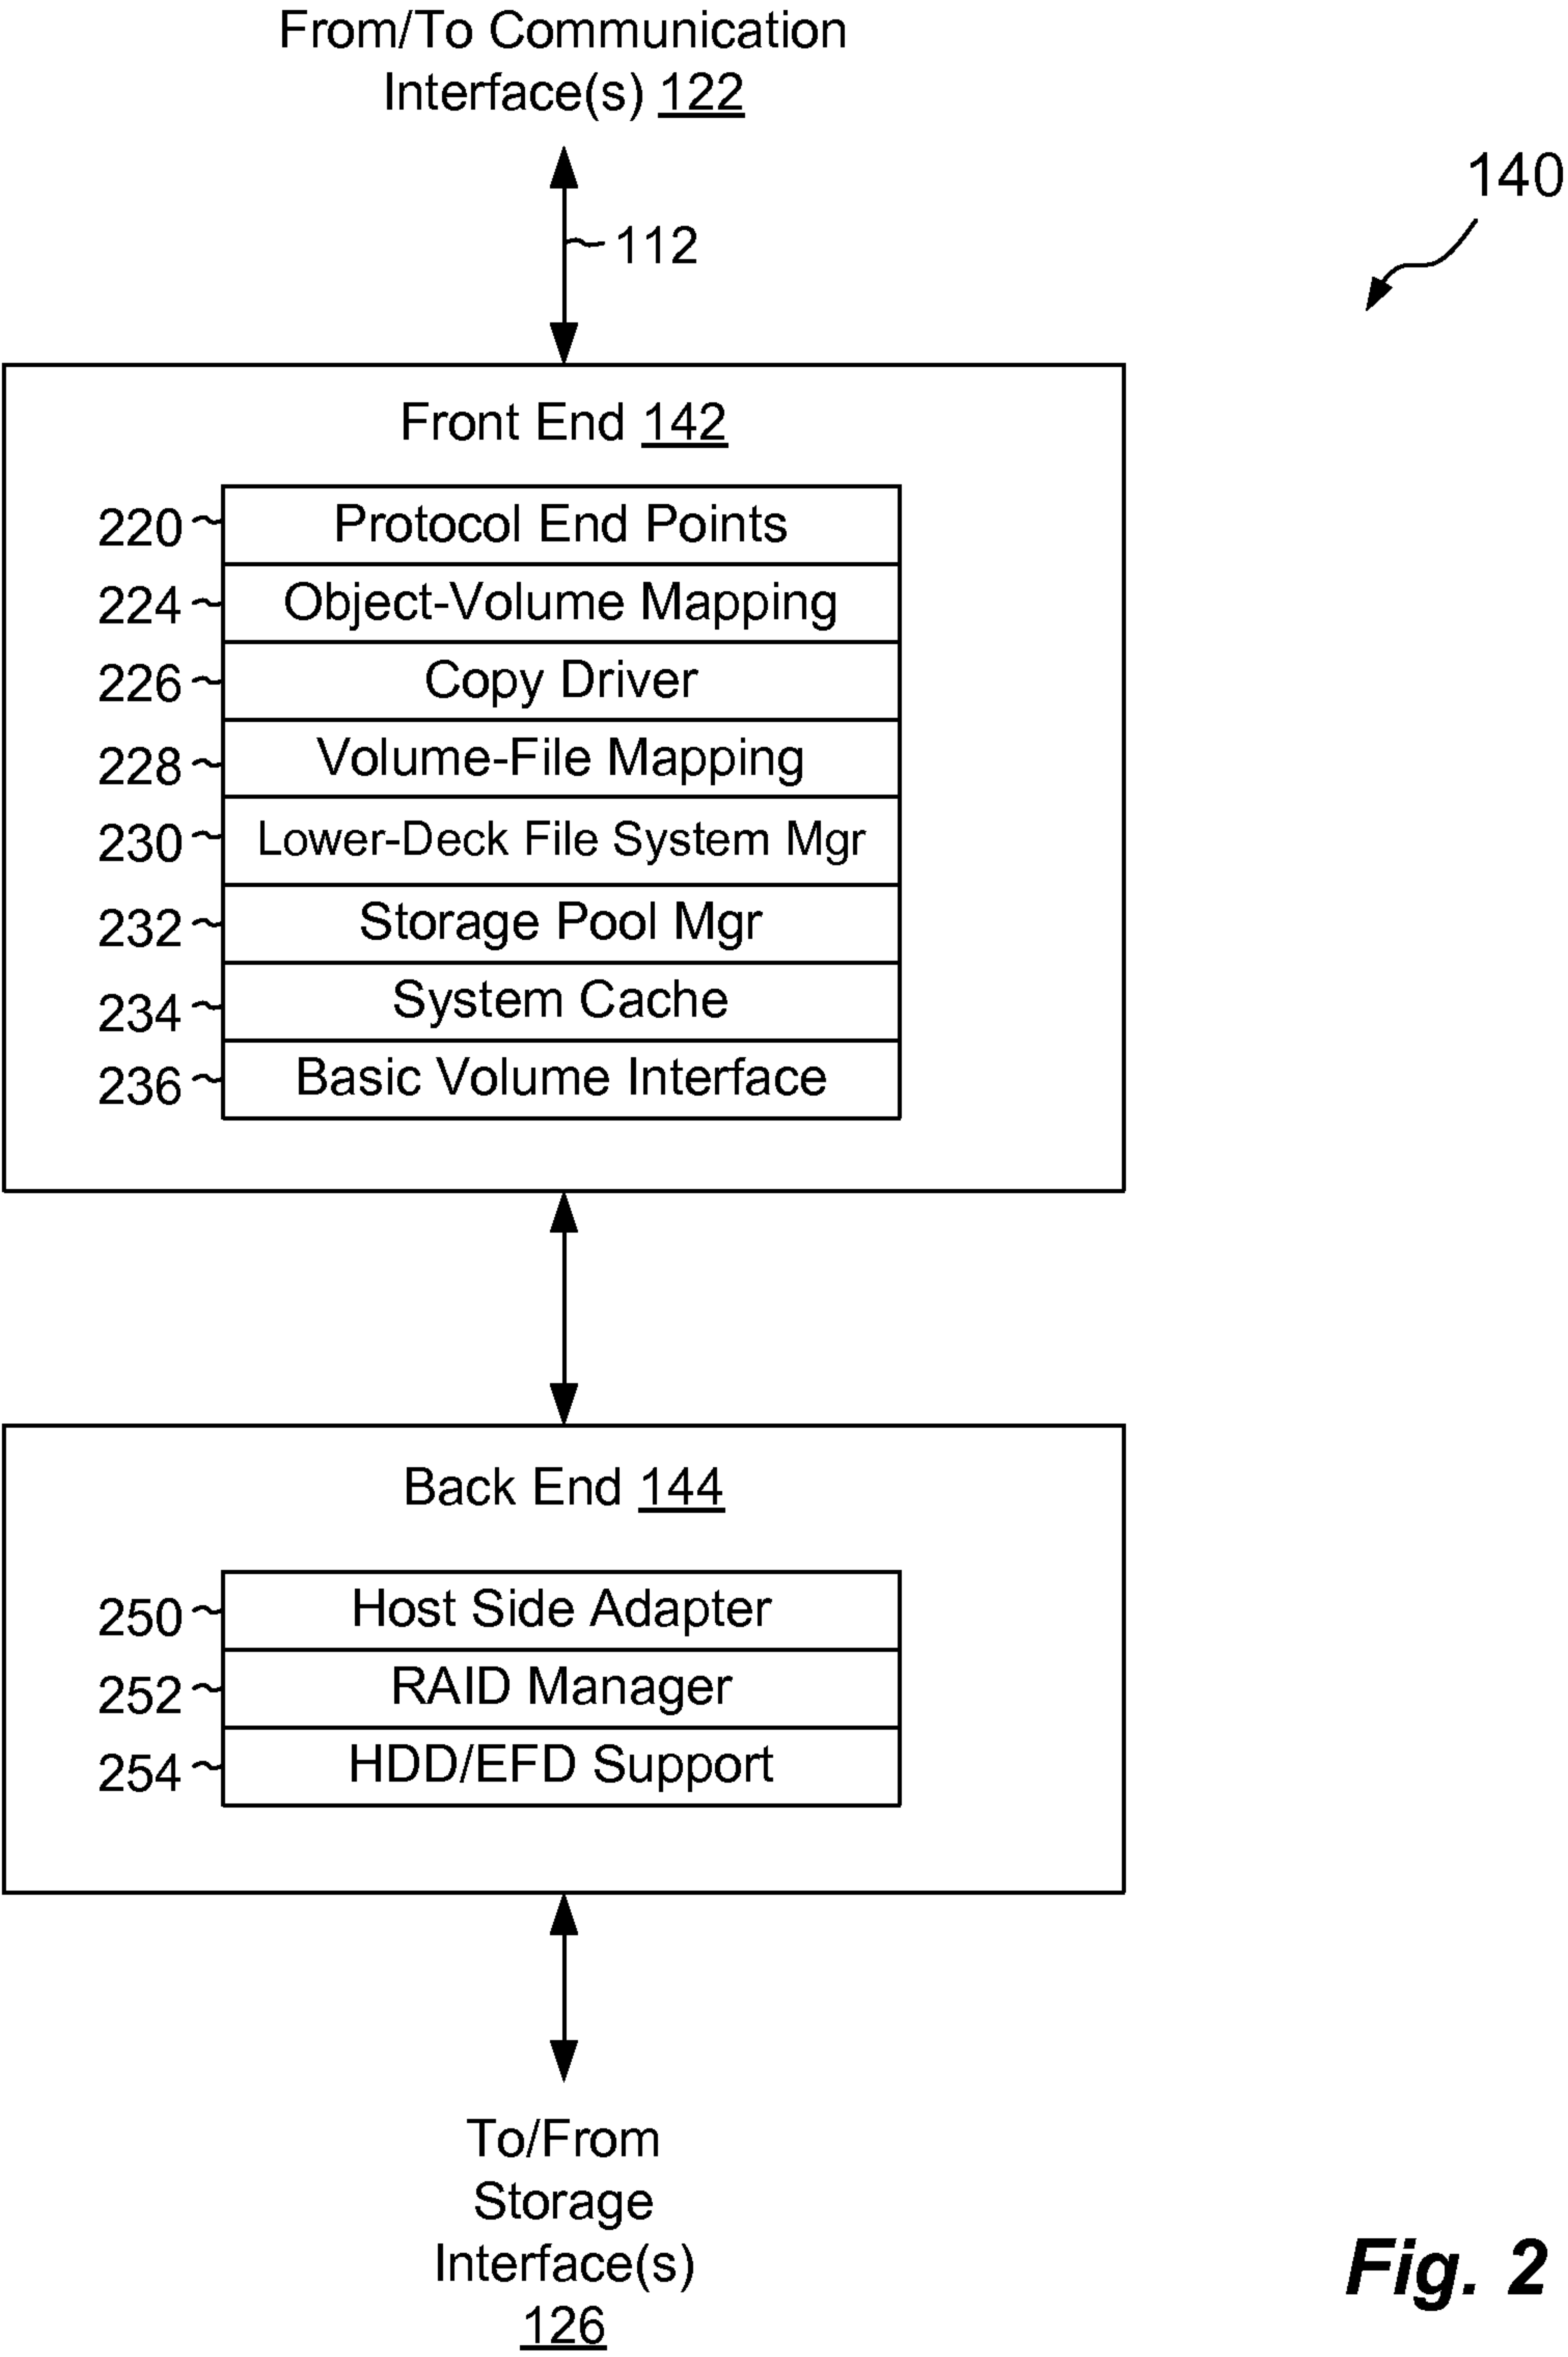 From/To Communication
Interface(s) 122
140
112
Front End 142
220 Protocol End Points
224 Object-Volume Mapping
226 Copy Driver
228 Volume-File Mapping
230 Lower-Deck File System Mgr
232 Storage Pool Mgr
234 System Cache
236 Basic Volume Interface
Back End 144
250 Host Side Adapter
252 RAID Manager
254 HDD/EFD Support
To/From
Storage
Interface(s)
126
Fig. 2